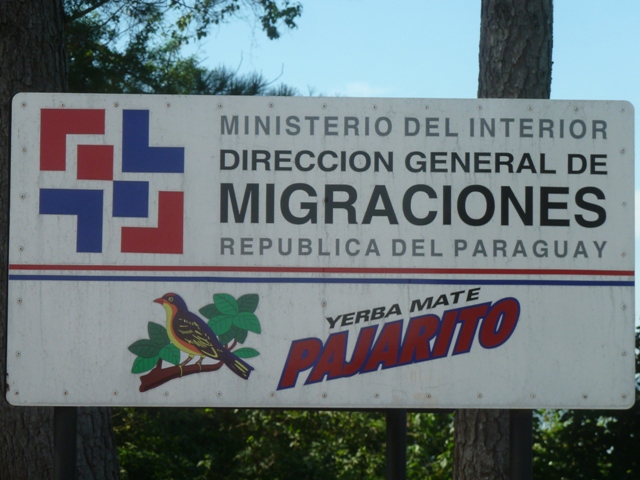 MINISTERIO DEL INTERIOR
DIRECCION GENERAL DE
MIGRACIONES
REPUBLICA DEL PARAGUAY
YERBA MATE
PAJARITO